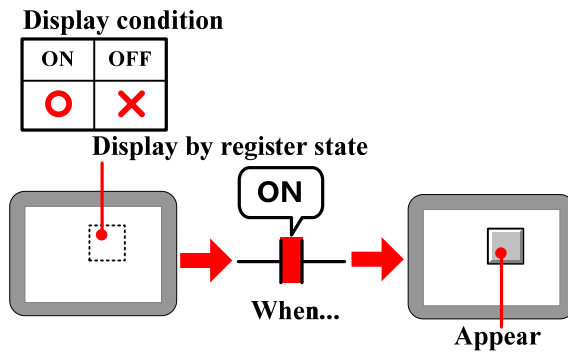 Display condition
ON OFF
Display by register state
ON
When...
Appear